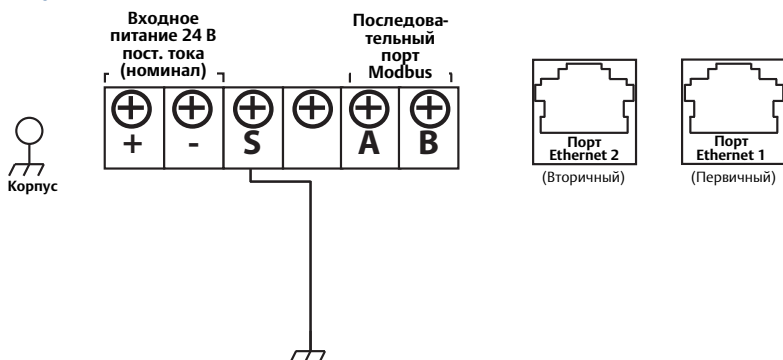 Входное
питание 24 В
пост. тока
(номинал)
Последова-
тельный
порт
Modbus
+ - S A B
Корпус
Порт
Ethernet 2
(Вторичный)
Порт
Ethernet 1
(Первичный)